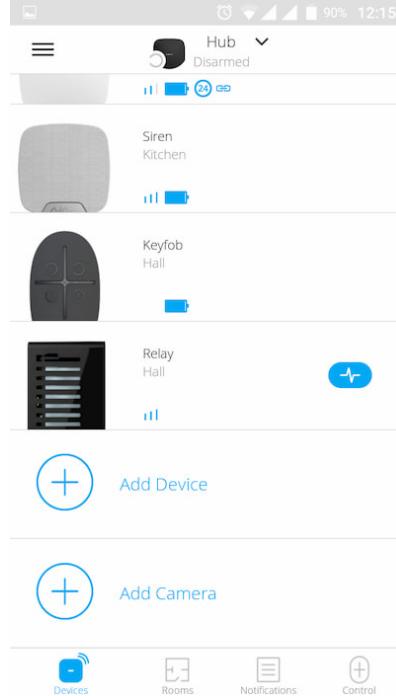 90% 12:15
Hub
Disarmed
24
Siren
Kitchen
Keyfob
Hall
Relay
Hall
Add Device
Add Camera
Devices Rooms Notifications Control